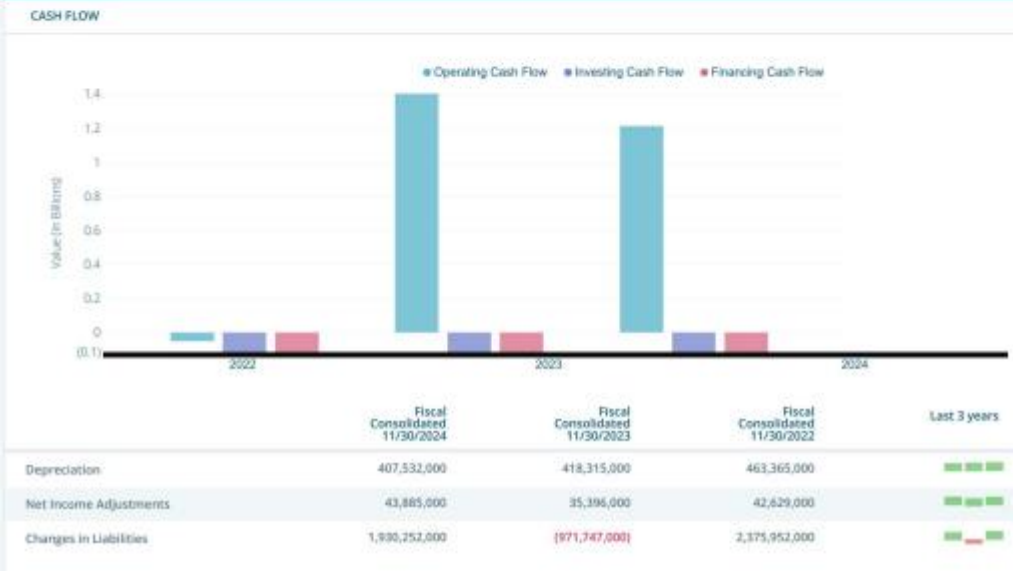 CASH FLOW
Operating Cash Flow Investing Cash Flow Financing Cash Flow
Value (In Billions)
1.4
1.2
1
0.8
0.6
0.4
0.2
0
(0.1)
2022 2023 2024
Fiscal Consolidated 11/30/2024 Fiscal Consolidated 11/30/2023 Fiscal Consolidated 11/30/2022 Last 3 years
Depreciation 407,532,000 418,315,000 463,365,000
Net Income Adjustments 43,885,000 35,396,000 42,629,000
Changes in Liabilities 1,930,252,000 (971,747,000) 2,375,952,000